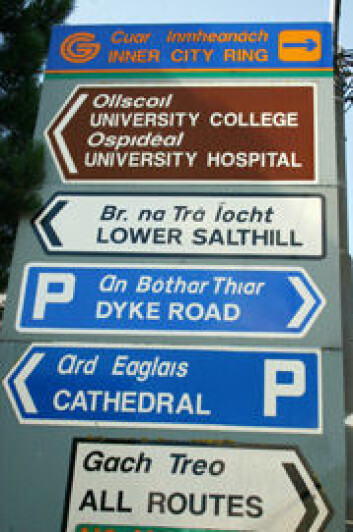 Cuar Inmheánach
INNER CITY RING
Ollscoil
UNIVERSITY COLLEGE
Ospidéal
UNIVERSITY HOSPITAL
Br. na Trá Íocht
LOWER SALTHILL
P
An Bóthar Thiar
DYKE ROAD
Ard Eaglais
CATHEDRAL
P
Gach Treo
ALL ROUTES